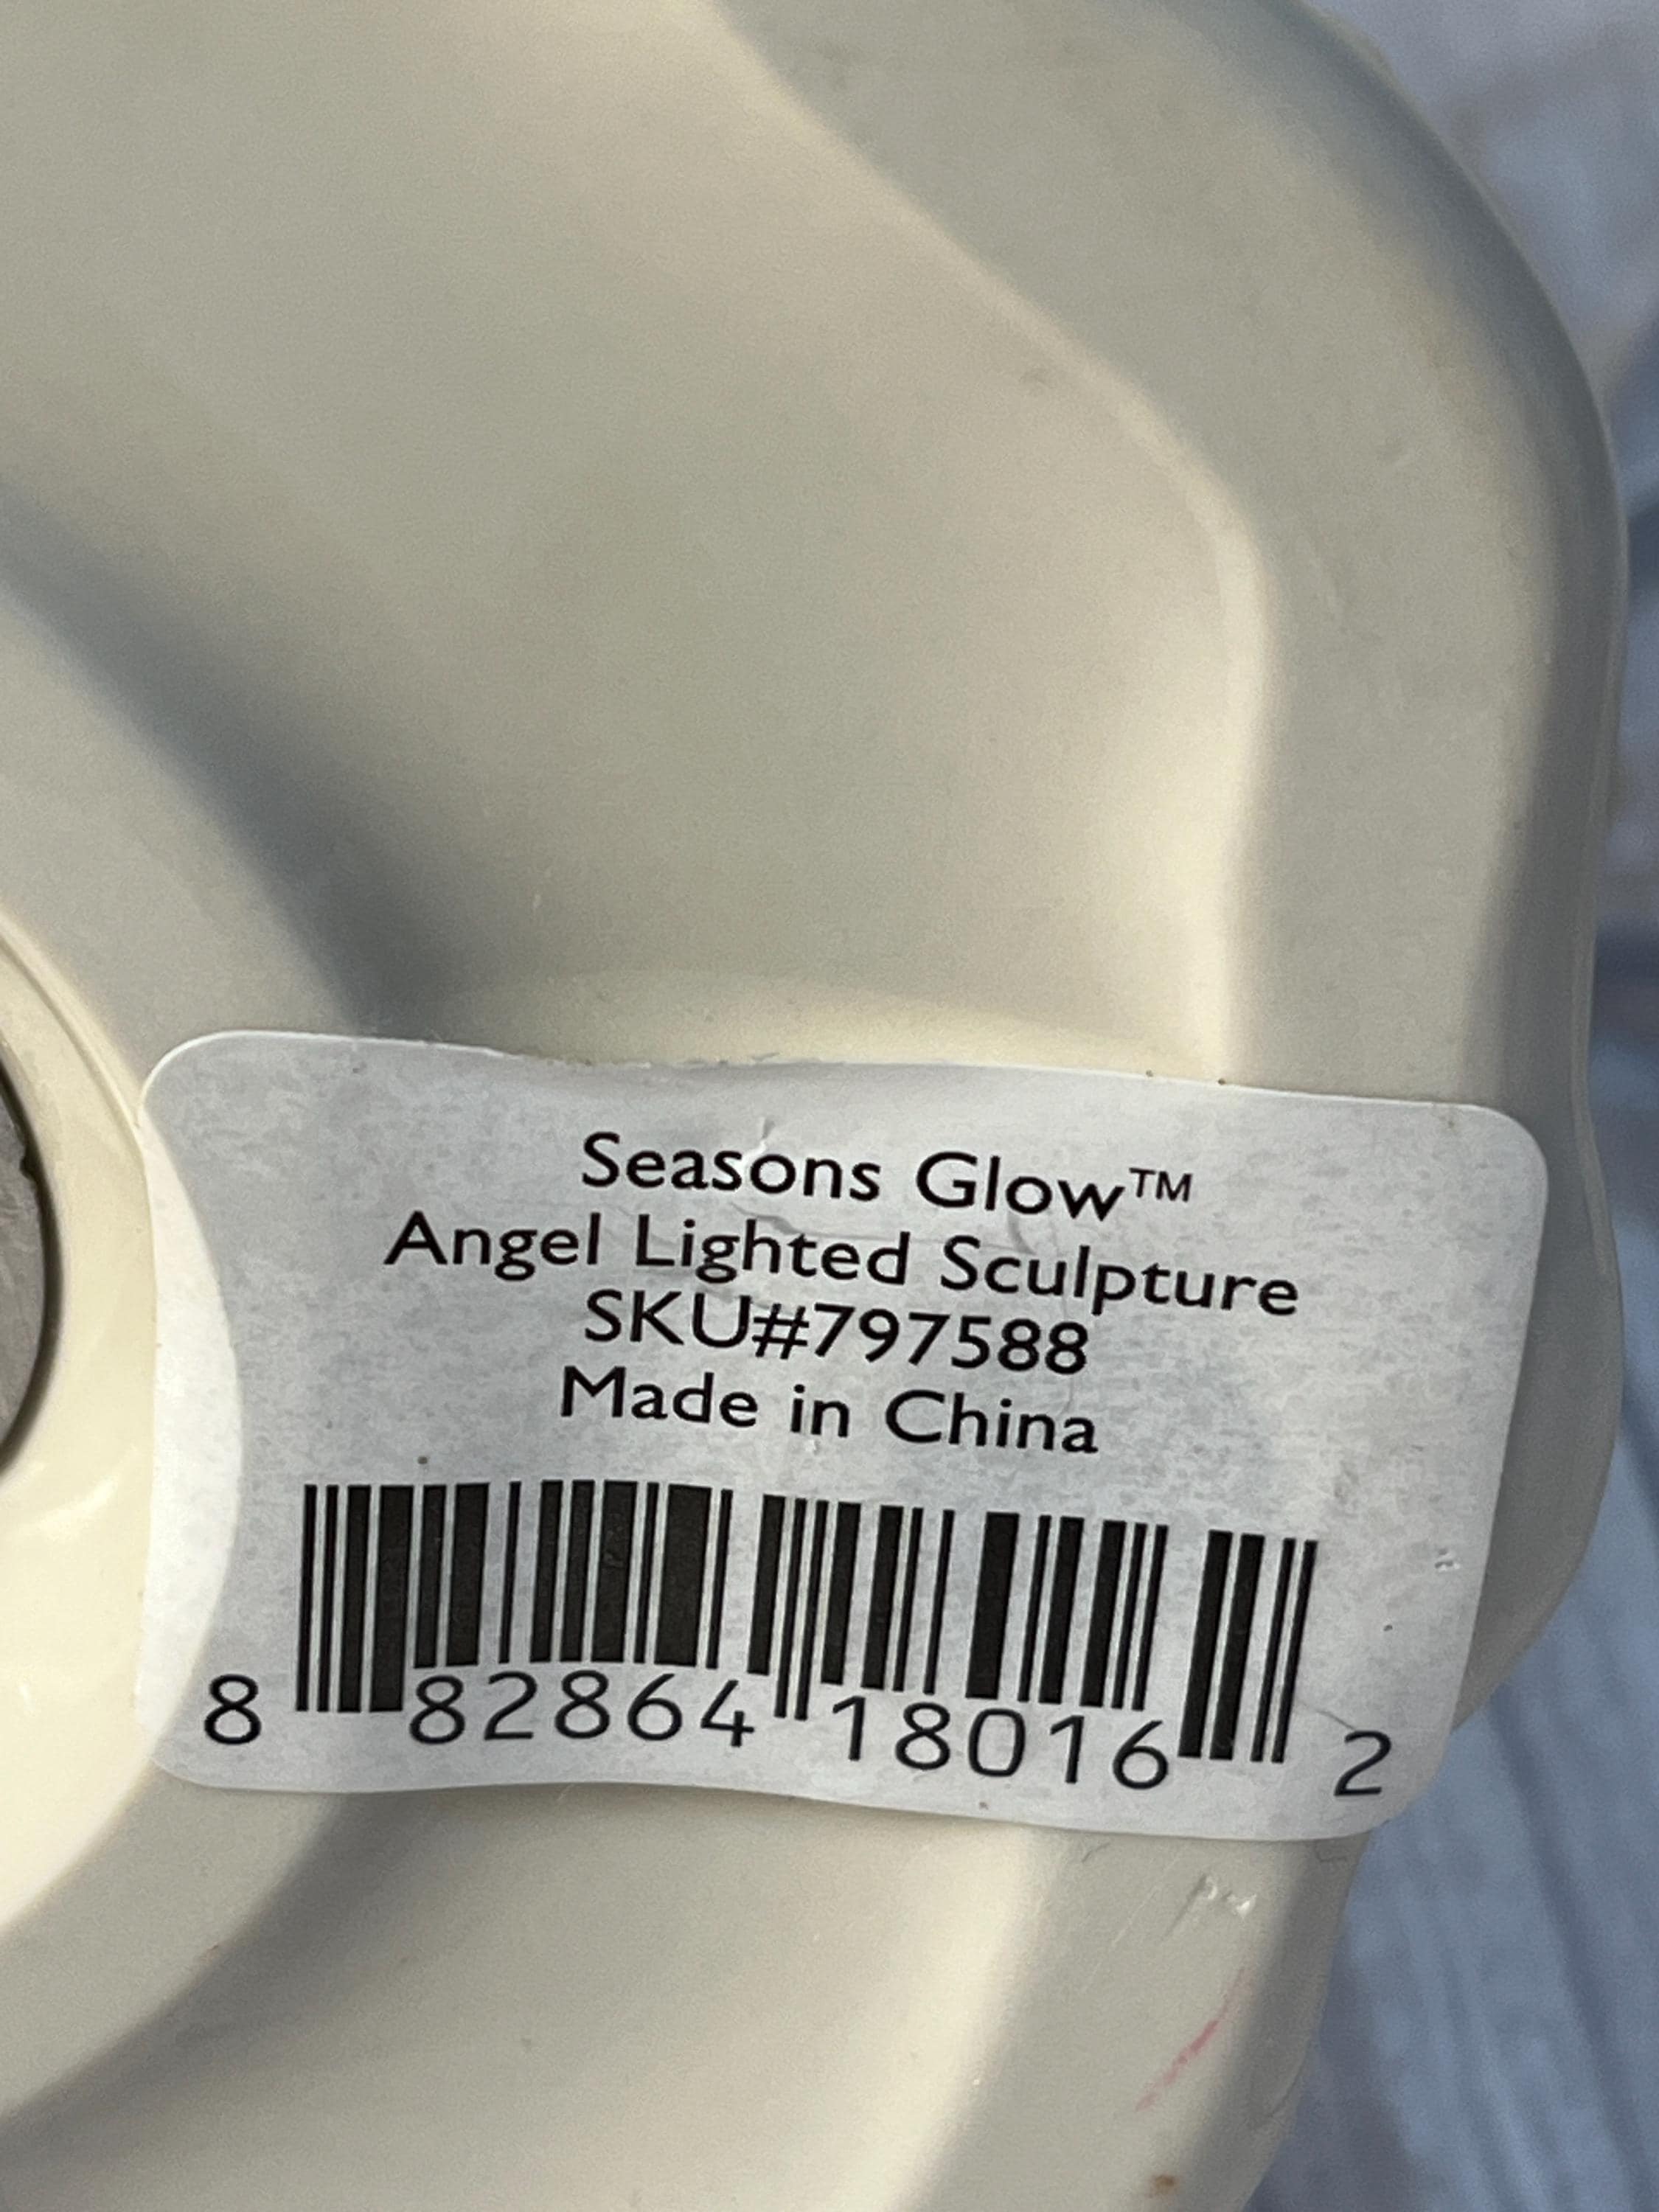 Seasons Glow™
Angel Lighted Sculpture
SKU#797588
Made in China
8 82864 18016 2